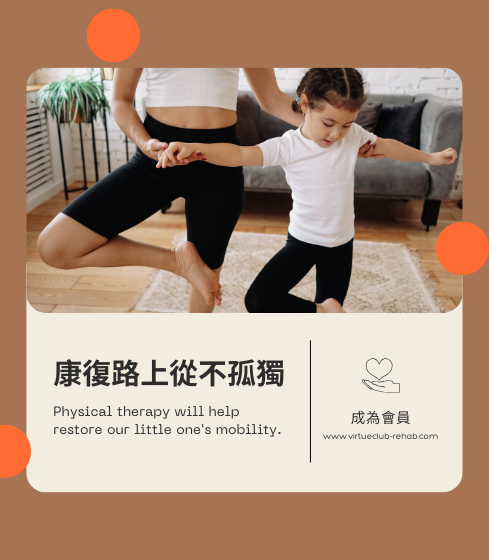 康復路上從不孤獨
Physical therapy will help
restore our little one's mobility.
成為會員
www.virtueclub-rehab.com